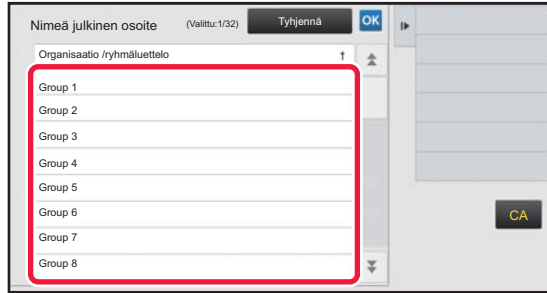 Nimeä julkinen osoite (Valittu:1/32) Tyhjennä OK
Organisaatio /ryhmäluettelo ↑
Group 1
Group 2
Group 3
Group 4
Group 5
Group 6
Group 7
Group 8
CA